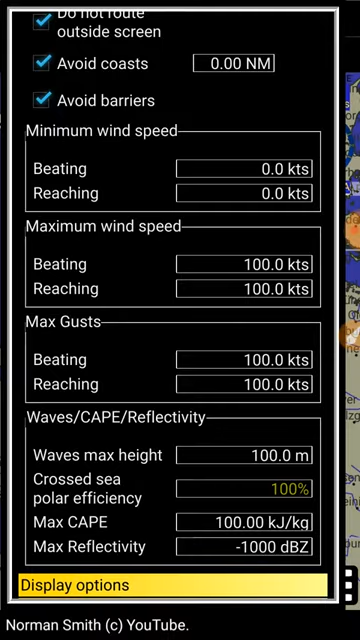 Do not route
outside screen
Avoid coasts 0.00 NM
Avoid barriers
Minimum wind speed
Beating 0.0 kts
Reaching 0.0 kts
Maximum wind speed
Beating 100.0 kts
Reaching 100.0 kts
Max Gusts
Beating 100.0 kts
Reaching 100.0 kts
Waves/CAPE/Reflectivity
Waves max height 100.0 m
Crossed sea
polar efficiency 100%
Max CAPE 100.00 kJ/kg
Max Reflectivity -1000 dBZ
Display options
Norman Smith (c) YouTube.